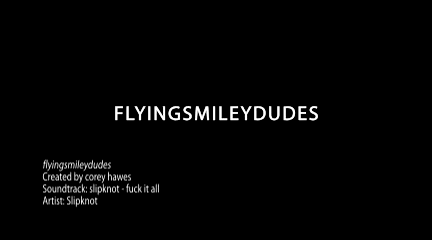 FLYINGSMILEYDUDES
flyingsmileydudes
Created by corey hawes
Soundtrack: slipknot - fuck it all
Artist: Slipknot